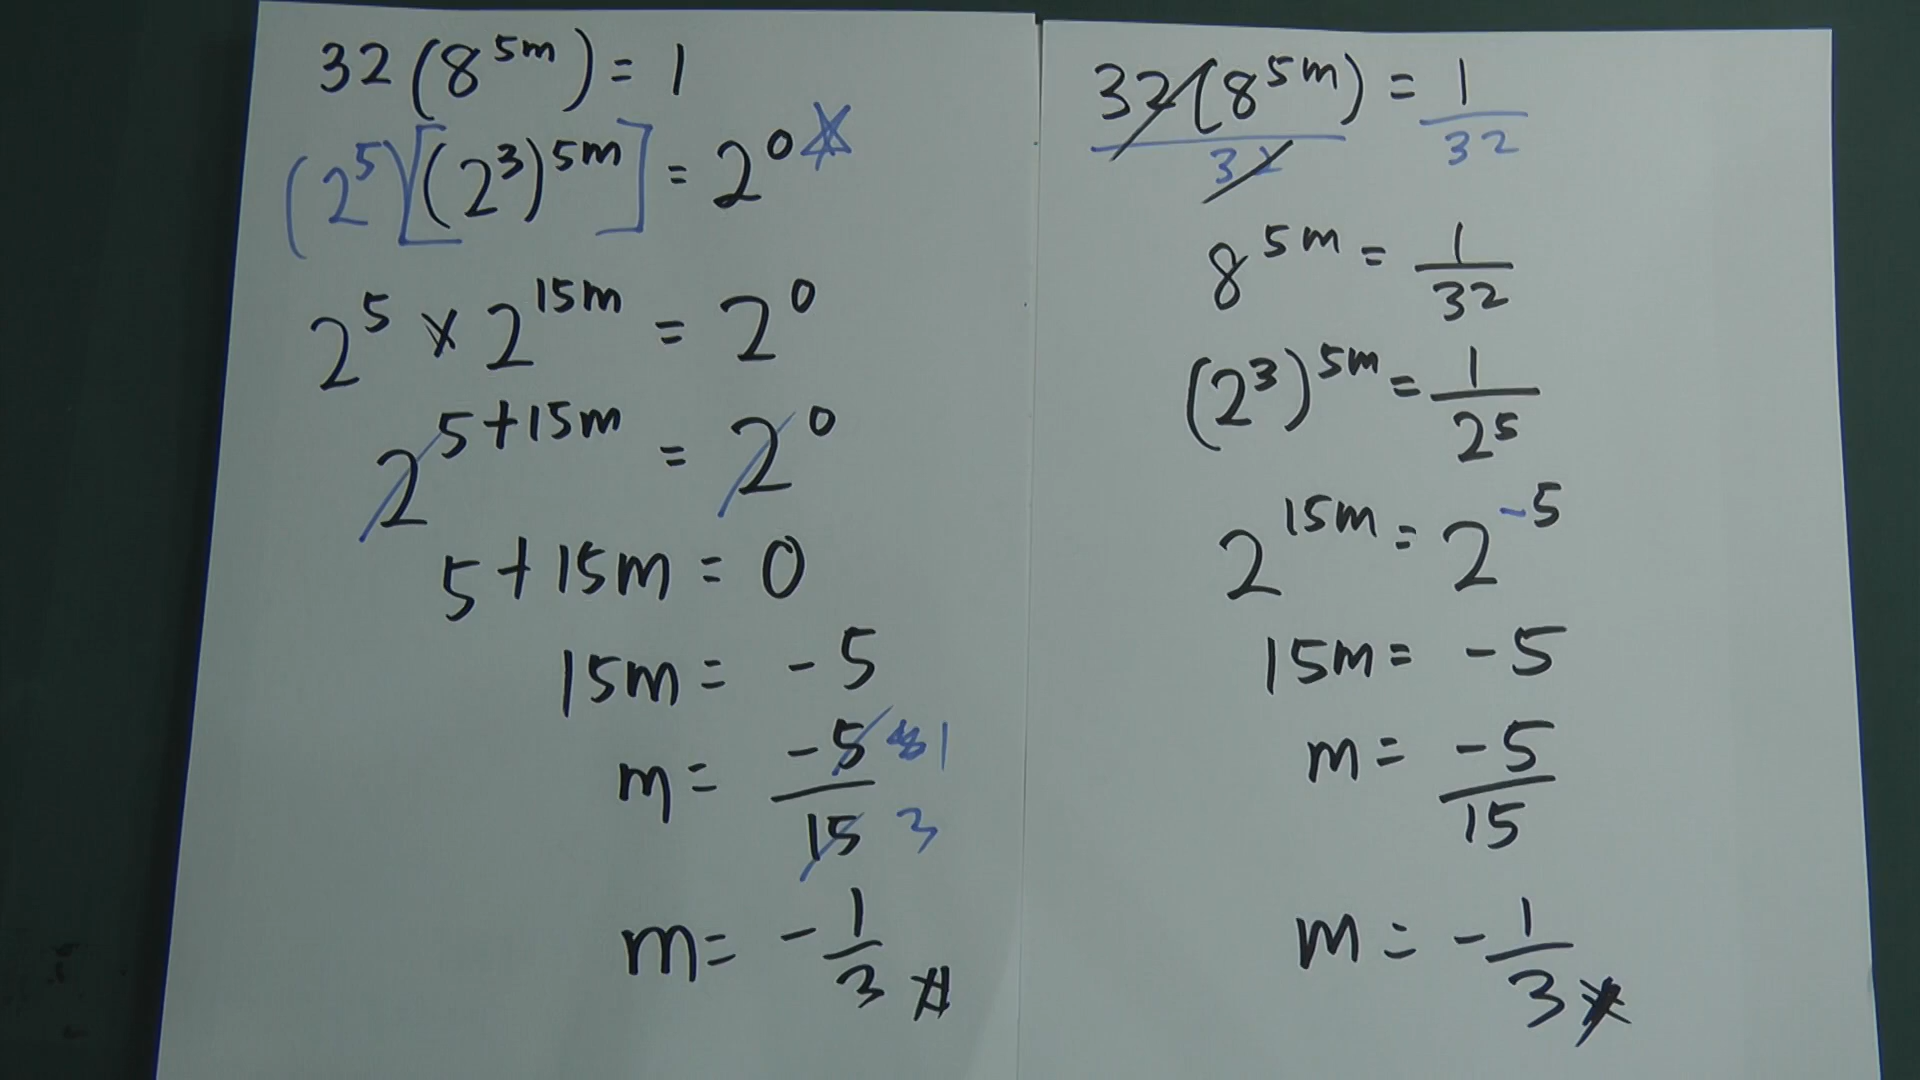 32(8^5m) = 1
(2^5)[(2^3)^5m] = 2^0
2^5 × 2^15m = 2^0
2^5+15m = 2^0
5+15m = 0
15m = -5
m = -5/15 1 3
m = -1/3
32(8^5m)/32 = 1/32
8^5m = 1/32
(2^3)^5m = 1/2^5
2^15m = 2^-5
15m = -5
m = -5/15
m = -1/3